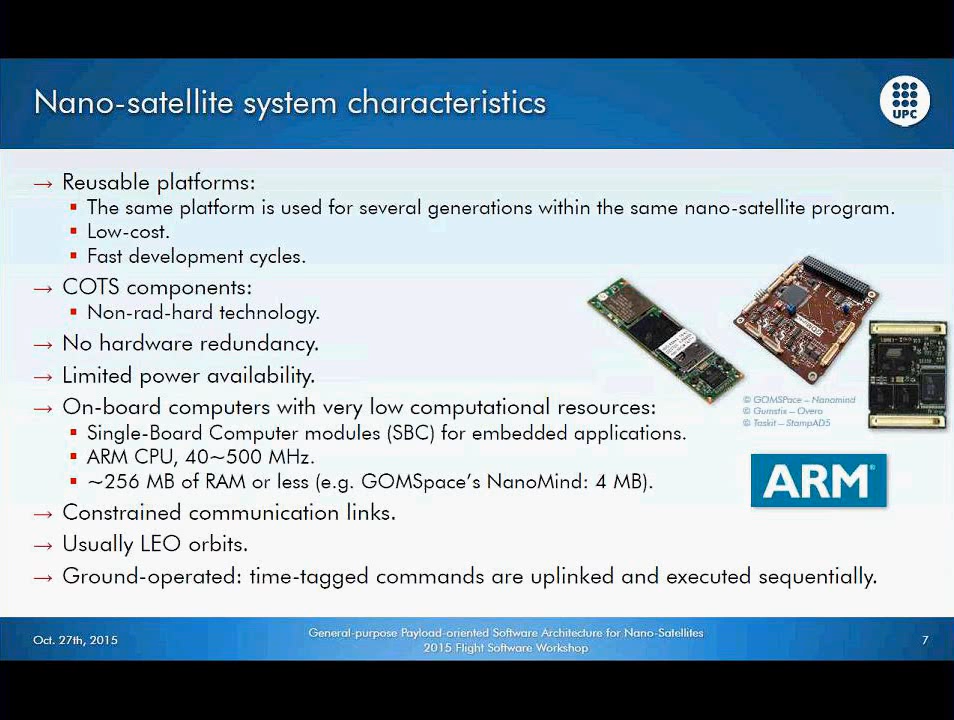 Nano-satellite system characteristics
UPC
→ Reusable platforms:
▪ The same platform is used for several generations within the same nano-satellite program.
▪ Low-cost.
▪ Fast development cycles.
→ COTS components:
▪ Non-rad-hard technology.
→ No hardware redundancy.
→ Limited power availability.
→ On-board computers with very low computational resources:
▪ Single-Board Computer modules (SBC) for embedded applications.
▪ ARM CPU, 40~500 MHz.
▪ ~256 MB of RAM or less (e.g. GOMSpace's NanoMind: 4 MB).
→ Constrained communication links.
→ Usually LEO orbits.
→ Ground-operated: time-tagged commands are uplinked and executed sequentially.
© GOMSPace – Nanomind
© Gumstix – Overo
© Taskit – StampAD5
ARM®
Oct. 27th, 2015
General-purpose Payload-oriented Software Architecture for Nano-Satellites
2015 Flight Software Workshop
7